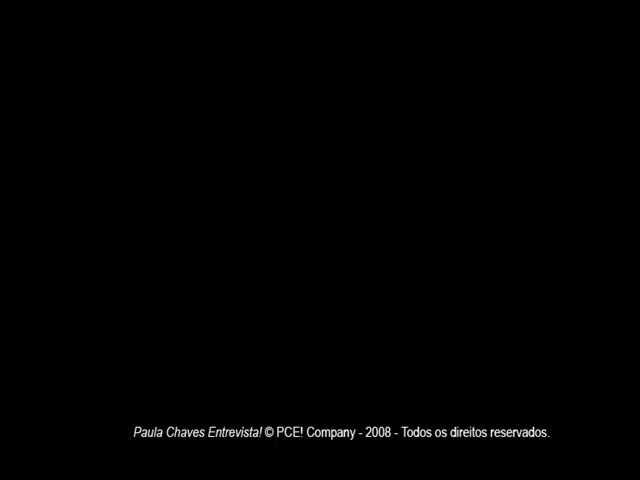 Paula Chaves Entrevista! © PCE! Company - 2008 - Todos os direitos reservados.